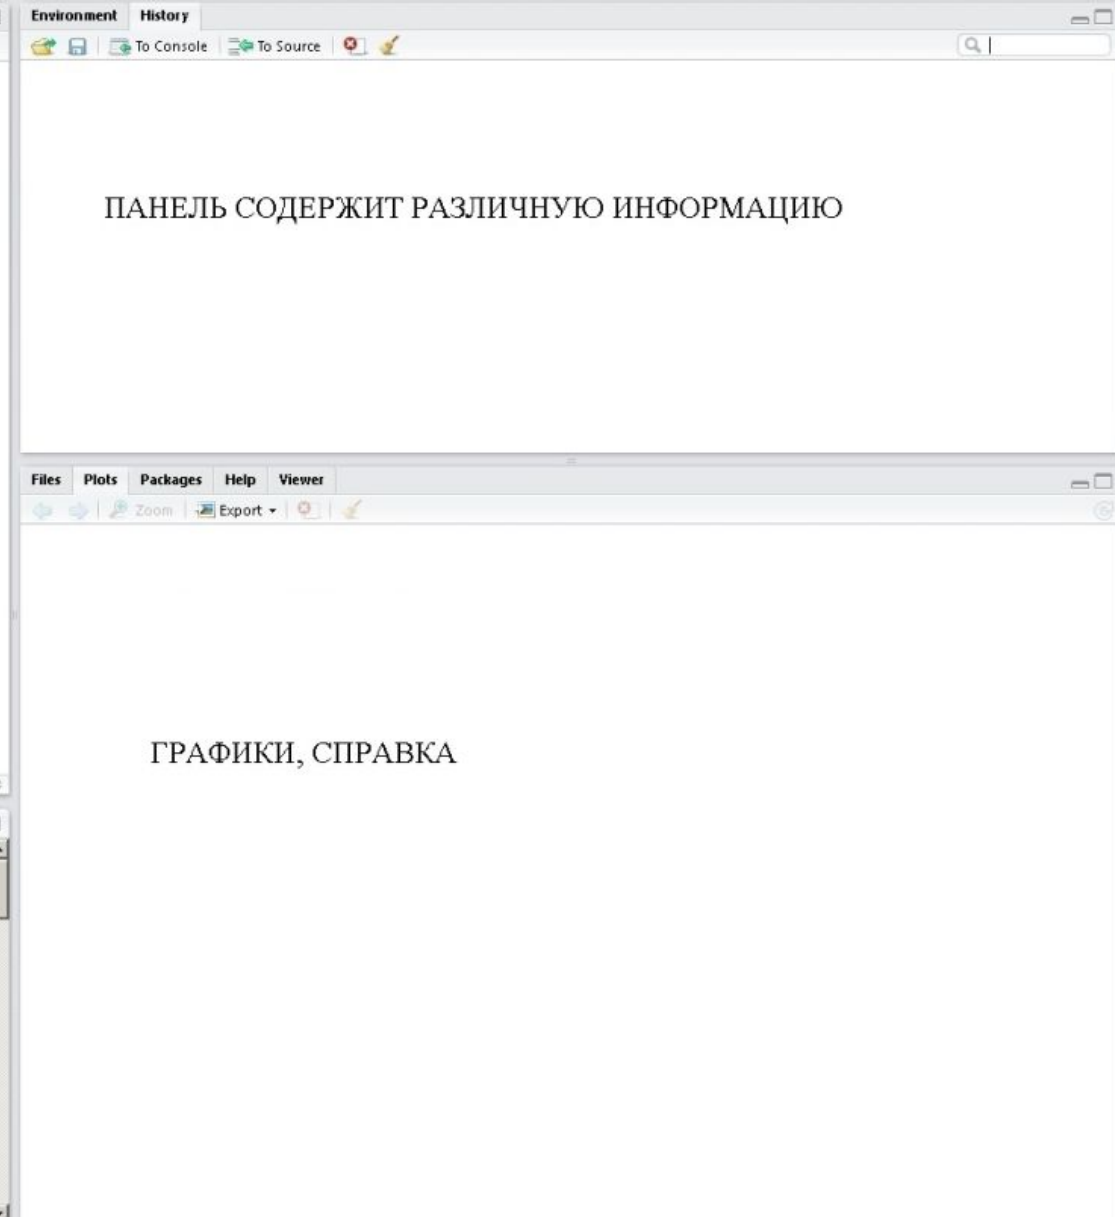 Environment History
To Console To Source
ПАНЕЛЬ СОДЕРЖИТ РАЗЛИЧНУЮ ИНФОРМАЦИЮ
Files Plots Packages Help Viewer
Zoom Export
ГРАФИКИ, СПРАВКА